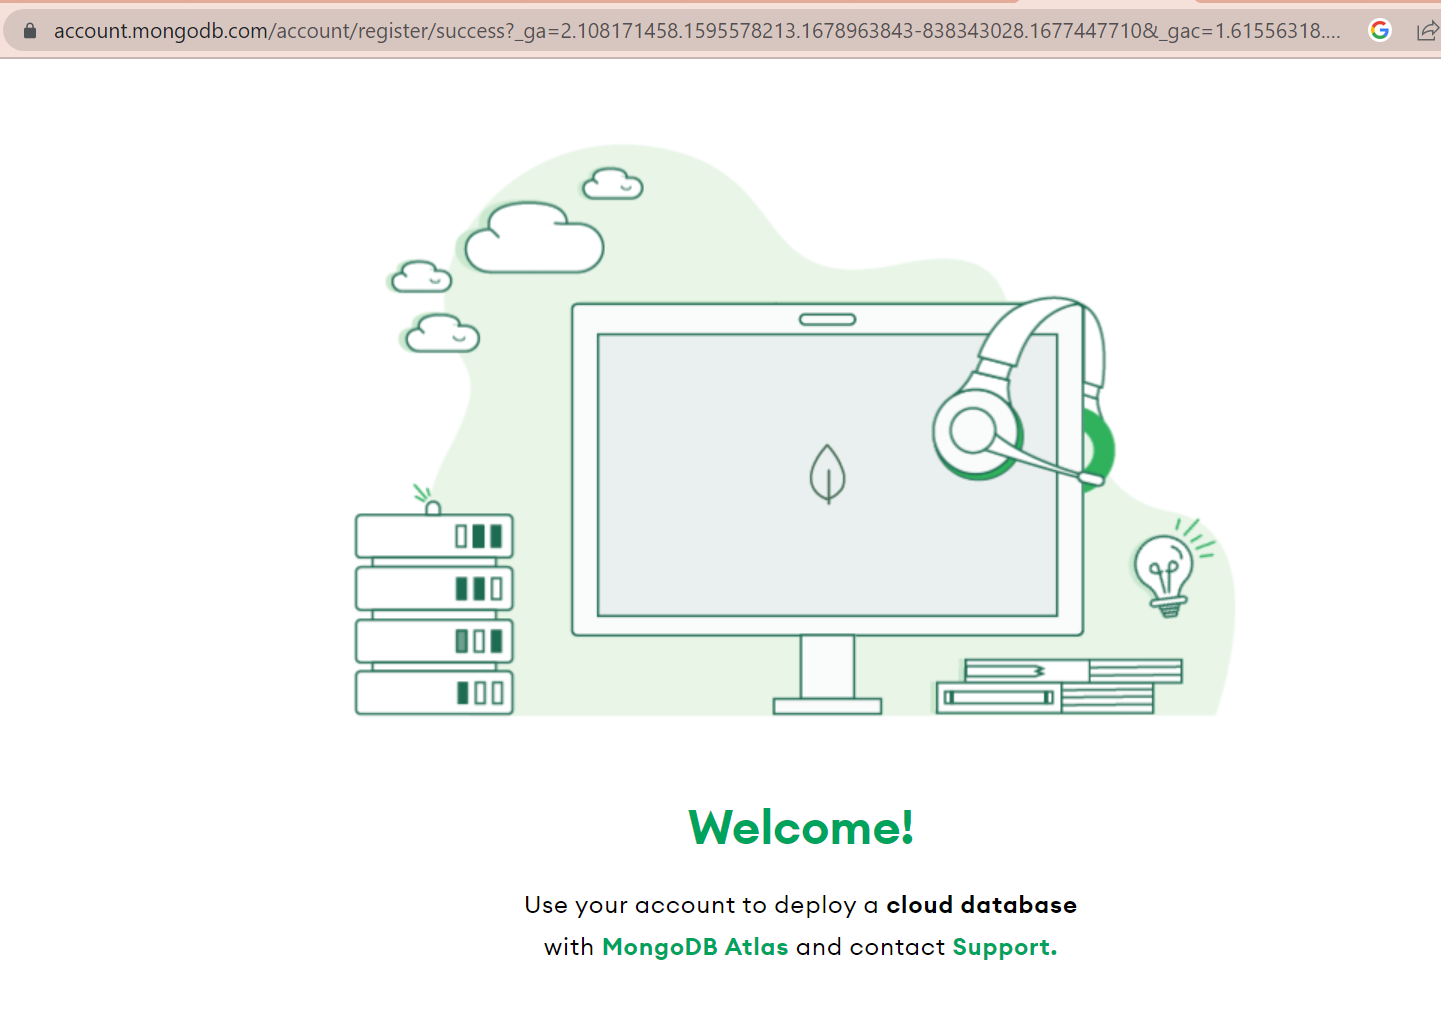 account.mongodb.com/account/register/success?_ga=2.108171458.1595578213.1678963843-838343028.1677447710&_gac=1.61556318....
Welcome!
Use your account to deploy a cloud database
with MongoDB Atlas and contact Support.